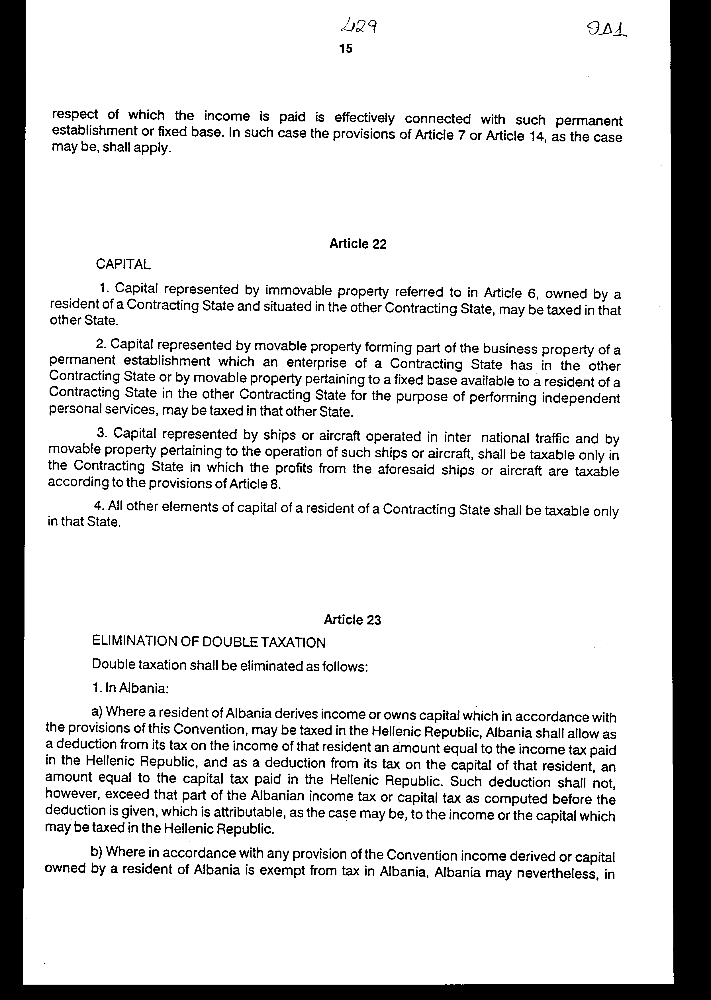 429
9Δ1
15
respect of which the income is paid is effectively connected with such permanent
establishment or fixed base. In such case the provisions of Article 7 or Article 14, as the case
may be, shall apply.
Article 22
CAPITAL
1. Capital represented by immovable property referred to in Article 6, owned by a
resident of a Contracting State and situated in the other Contracting State, may be taxed in that
other State.
2. Capital represented by movable property forming part of the business property of a
permanent establishment which an enterprise of a Contracting State has in the other
Contracting State or by movable property pertaining to a fixed base available to a resident of a
Contracting State in the other Contracting State for the purpose of performing independent
personal services, may be taxed in that other State.
3. Capital represented by ships or aircraft operated in inter national traffic and by
movable property pertaining to the operation of such ships or aircraft, shall be taxable only in
the Contracting State in which the profits from the aforesaid ships or aircraft are taxable
according to the provisions of Article 8.
4. All other elements of capital of a resident of a Contracting State shall be taxable only
in that State.
Article 23
ELIMINATION OF DOUBLE TAXATION
Double taxation shall be eliminated as follows:
1. In Albania:
a) Where a resident of Albania derives income or owns capital which in accordance with
the provisions of this Convention, may be taxed in the Hellenic Republic, Albania shall allow as
a deduction from its tax on the income of that resident an amount equal to the income tax paid
in the Hellenic Republic, and as a deduction from its tax on the capital of that resident, an
amount equal to the capital tax paid in the Hellenic Republic. Such deduction shall not,
however, exceed that part of the Albanian income tax or capital tax as computed before the
deduction is given, which is attributable, as the case may be, to the income or the capital which
may be taxed in the Hellenic Republic.
b) Where in accordance with any provision of the Convention income derived or capital
owned by a resident of Albania is exempt from tax in Albania, Albania may nevertheless, in